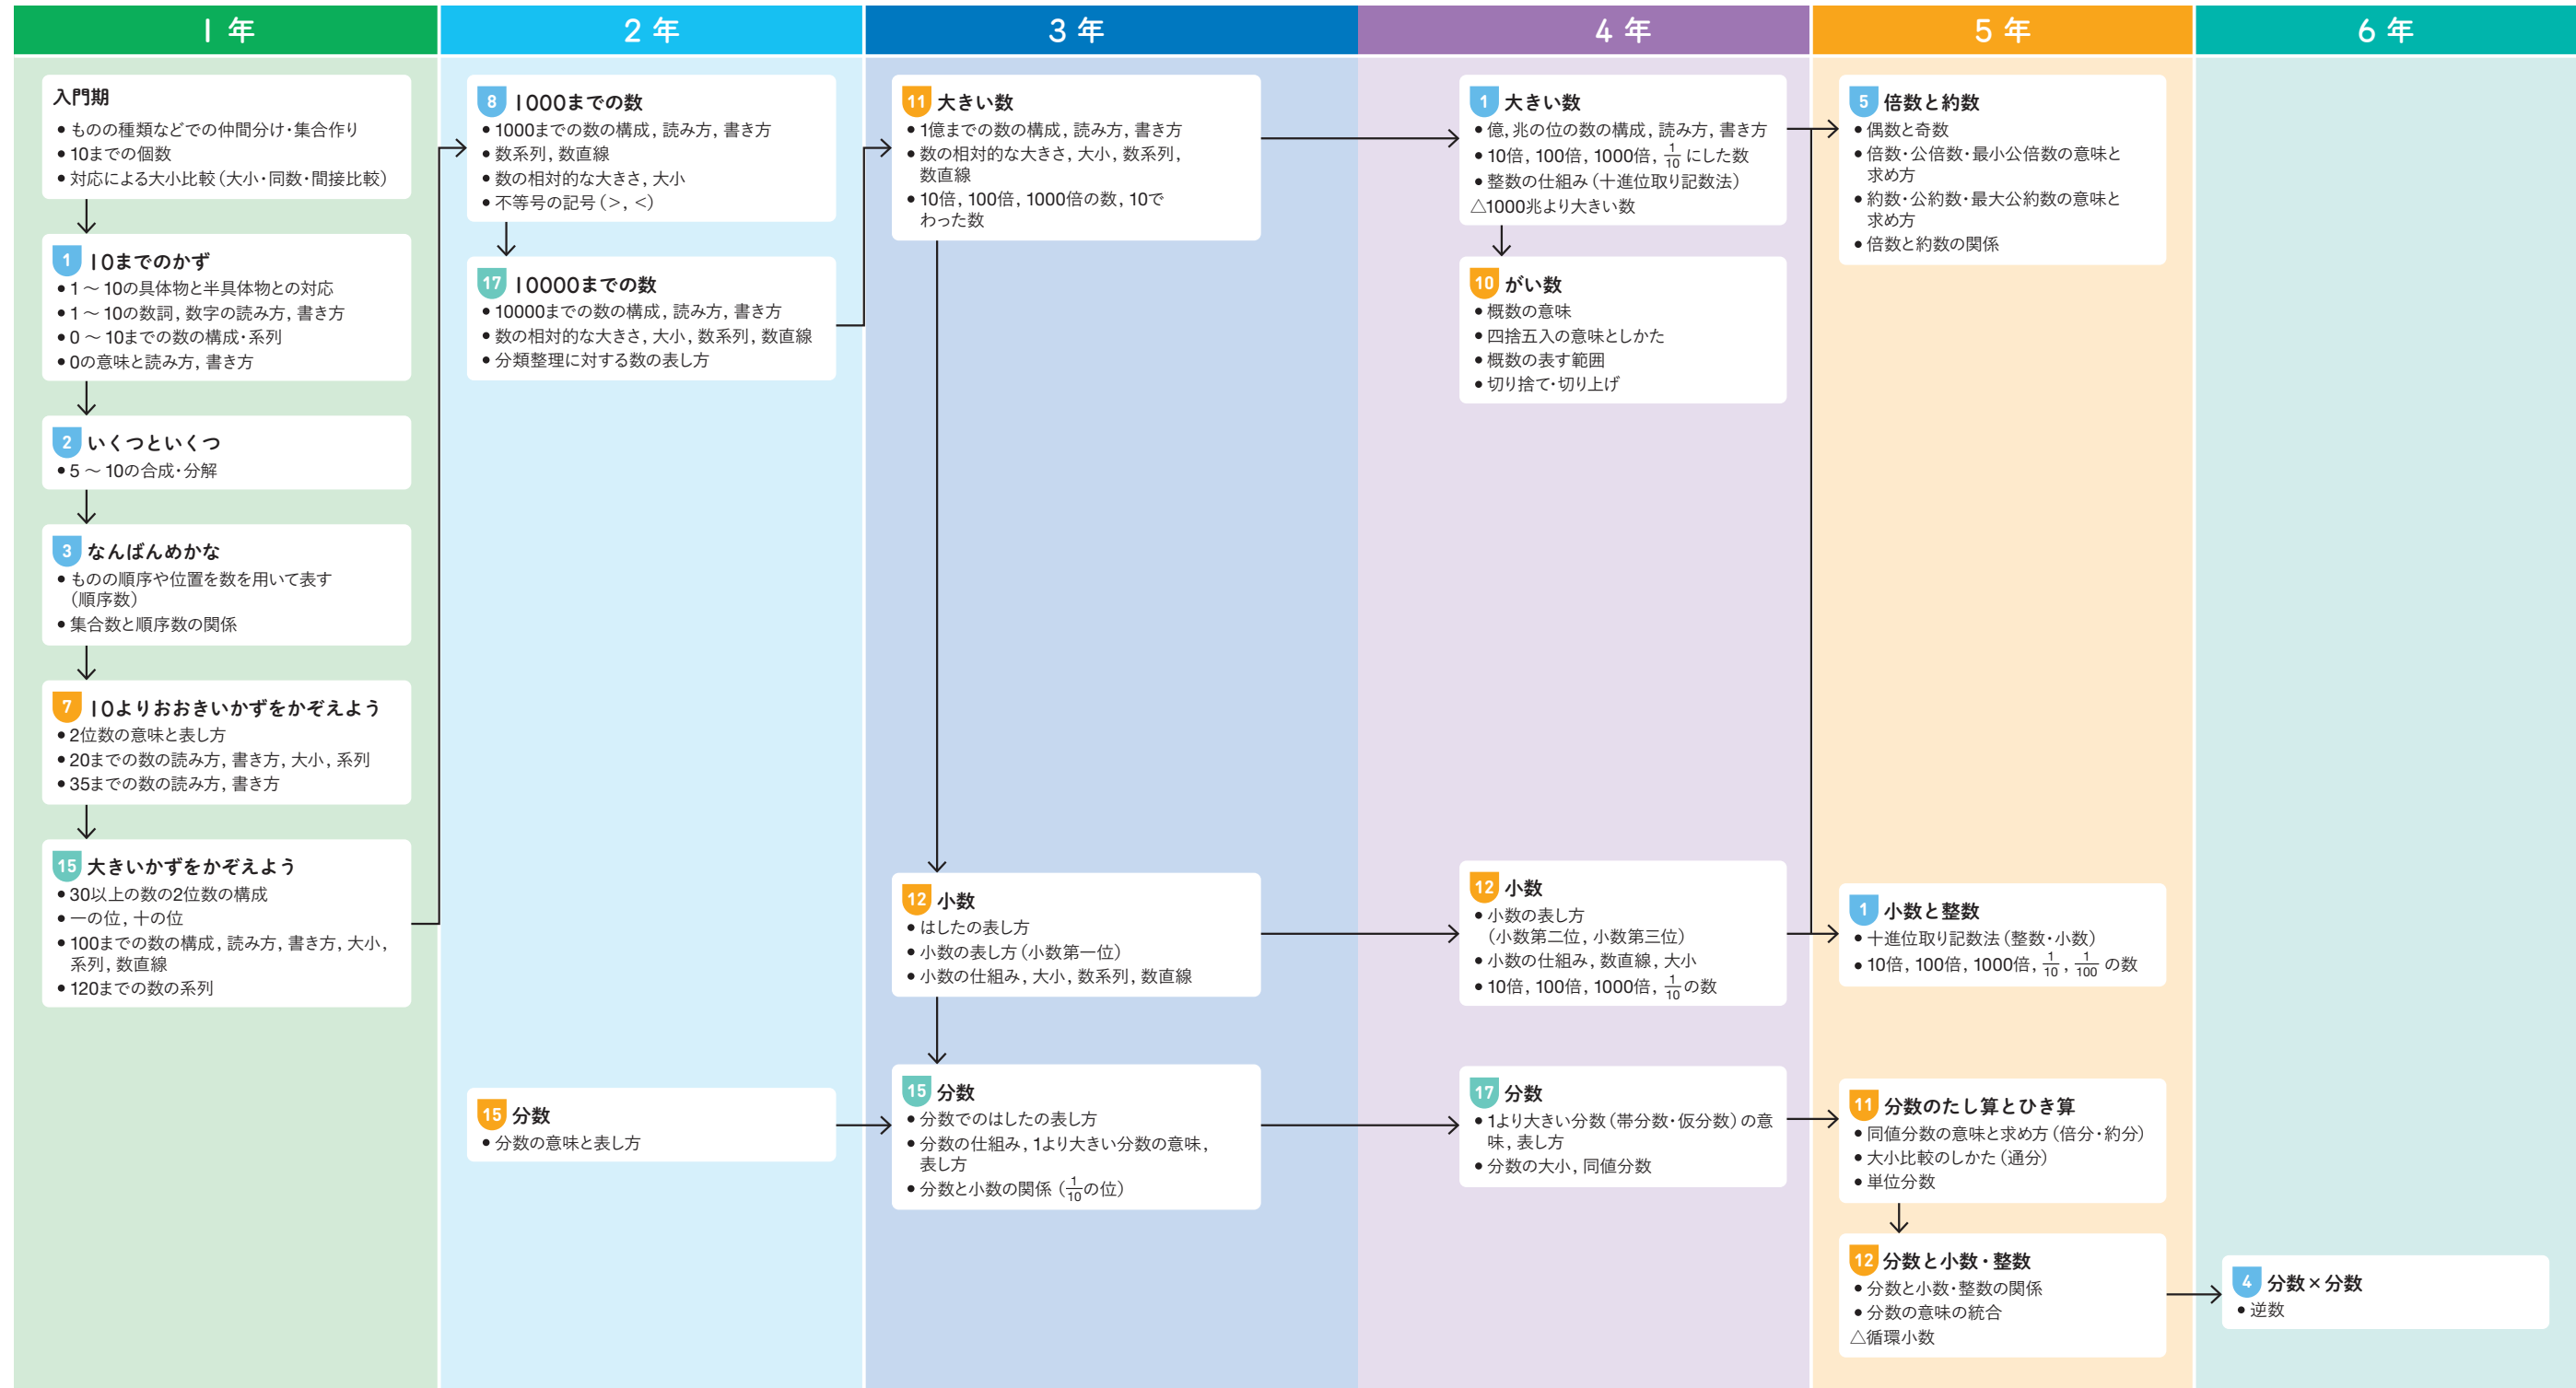 1年
入門期
• ものの種類などでの仲間分け・集合作り
• 10までの個数
• 対応による大小比較（大小・同数・間接比較）
1 10までのかず
• 1～10の具体物と半具体物との対応
• 1～10の数詞，数字の読み方，書き方
• 0～10までの数の構成・系列
• 0の意味と読み方，書き方
2 いくつといくつ
• 5～10の合成・分解
3 なんばんめかな
• ものの順序や位置を数を用いて表す
（順序数）
• 集合数と順序数の関係
7 10よりおおきいかずをかぞえよう
• 2位数の意味と表し方
• 20までの数の読み方，書き方，大小，系列
• 35までの数の読み方，書き方
15 大きいかずをかぞえよう
• 30以上の数の2位数の構成
• 一の位，十の位
• 100までの数の構成，読み方，書き方，大小，
系列，数直線
• 120までの数の系列
2年
8 1000までの数
• 1000までの数の構成，読み方，書き方
• 数系列，数直線
• 数の相対的な大きさ，大小
• 不等号の記号（>，<）
17 10000までの数
• 10000までの数の構成，読み方，書き方
• 数の相対的な大きさ，大小，数系列，数直線
• 分類整理に対する数の表し方
15 分数
• 分数の意味と表し方
3年
11 大きい数
• 1億までの数の構成，読み方，書き方
• 数の相対的な大きさ，大小，数系列，
数直線
• 10倍，100倍，1000倍の数，10で
わった数
12 小数
• はしたの表し方
• 小数の表し方（小数第一位）
• 小数の仕組み，大小，数系列，数直線
15 分数
• 分数でのはしたの表し方
• 分数の仕組み，1より大きい分数の意味，
表し方
• 分数と小数の関係（1/10の位）
4年
1 大きい数
• 億，兆の位の数の構成，読み方，書き方
• 10倍，100倍，1000倍，1/10にした数
• 整数の仕組み（十進位取り記数法）
△1000兆より大きい数
10 がい数
• 概数の意味
• 四捨五入の意味としかた
• 概数の表す範囲
• 切り捨て・切り上げ
12 小数
• 小数の表し方
（小数第二位，小数第三位）
• 小数の仕組み，数直線，大小
• 10倍，100倍，1000倍，1/10の数
17 分数
• 1より大きい分数（帯分数・仮分数）の意
味，表し方
• 分数の大小，同値分数
5年
5 倍数と約数
• 偶数と奇数
• 倍数・公倍数・最小公倍数の意味と
求め方
• 約数・公約数・最大公約数の意味と
求め方
• 倍数と約数の関係
1 小数と整数
• 十進位取り記数法（整数・小数）
• 10倍，100倍，1000倍，1/10，1/100の数
11 分数のたし算とひき算
• 同値分数の意味と求め方（倍分・約分）
• 大小比較のしかた（通分）
• 単位分数
12 分数と小数・整数
• 分数と小数・整数の関係
• 分数の意味の統合
△循環小数
6年
4 分数×分数
• 逆数